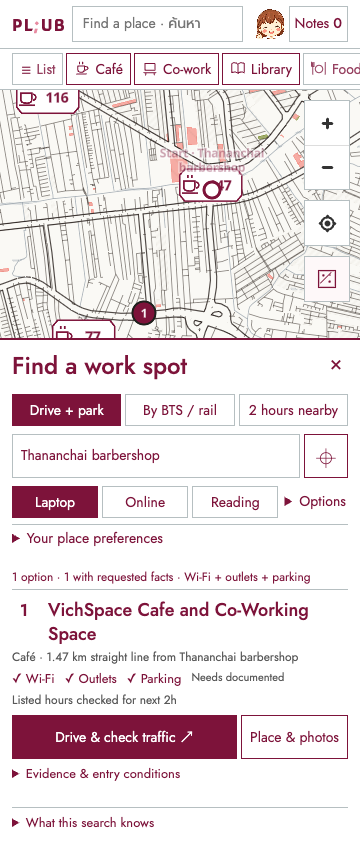 PL;UB
Find a place · ค้นหา
Notes 0
≡ List
Café
Co-work
Library
Food
116
Start · Thananchai
barbershop
47
+
−
1
77
Find a work spot
×
Drive + park
By BTS / rail
2 hours nearby
Thananchai barbershop
Laptop
Online
Reading
▶ Options
▶ Your place preferences
1 option · 1 with requested facts · Wi-Fi + outlets + parking
1 VichSpace Cafe and Co-Working
Space
Café · 1.47 km straight line from Thananchai barbershop
✓ Wi-Fi ✓ Outlets ✓ Parking Needs documented
Listed hours checked for next 2h
Drive & check traffic ↗
Place & photos
▶ Evidence & entry conditions
▶ What this search knows